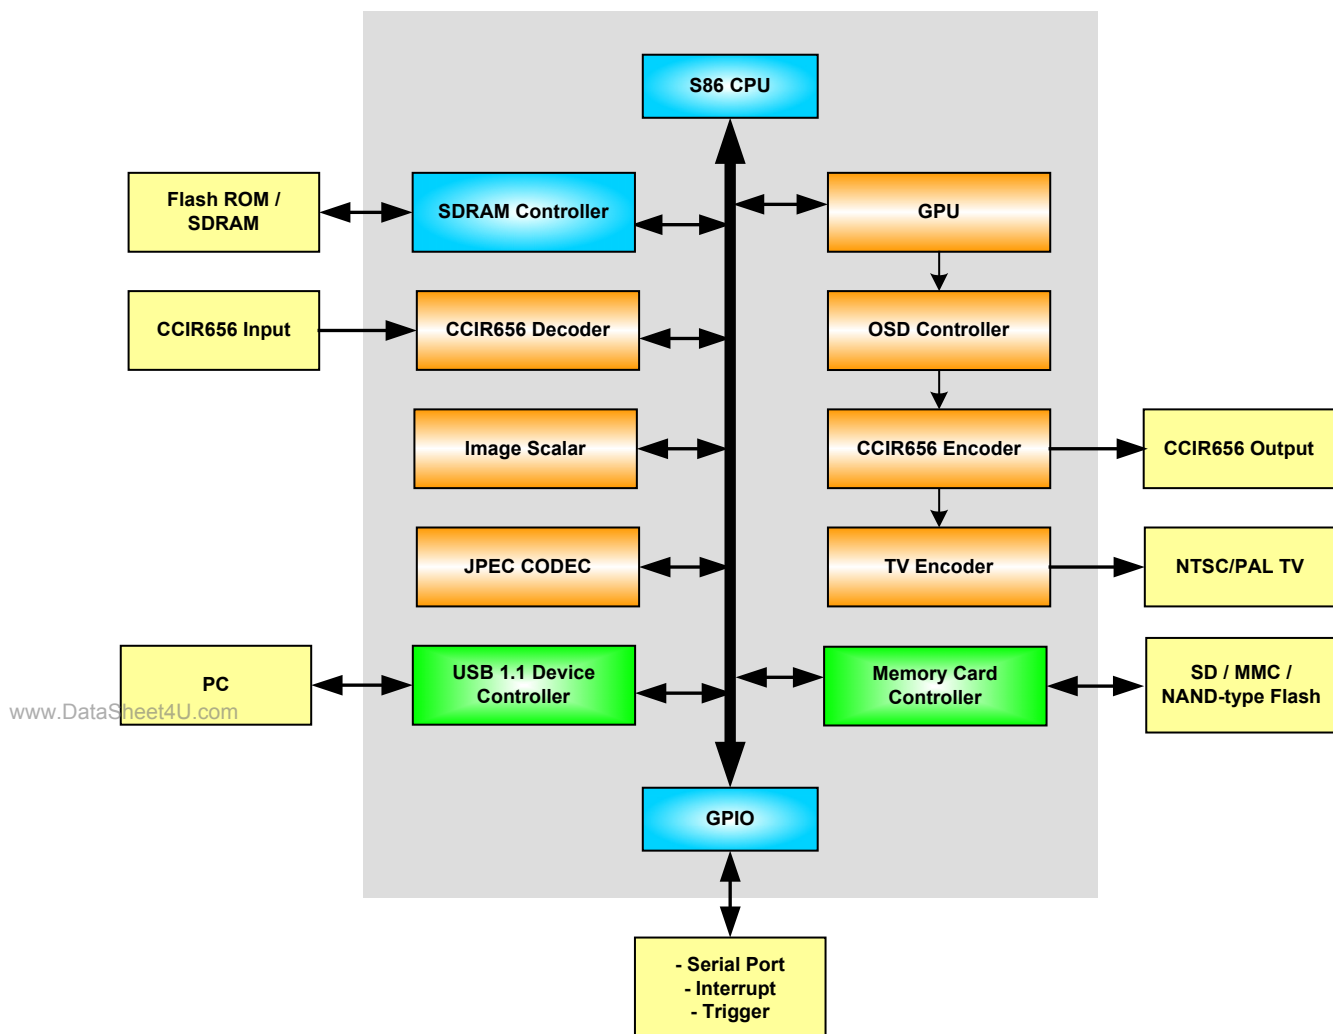 S86 CPU
Flash ROM /
SDRAM
SDRAM Controller
GPU
CCIR656 Input
CCIR656 Decoder
OSD Controller
Image Scalar
CCIR656 Encoder
CCIR656 Output
JPEC CODEC
TV Encoder
NTSC/PAL TV
PC
USB 1.1 Device
Controller
Memory Card
Controller
SD / MMC /
NAND-type Flash
www.DataSheet4U.com
GPIO
- Serial Port
- Interrupt
- Trigger